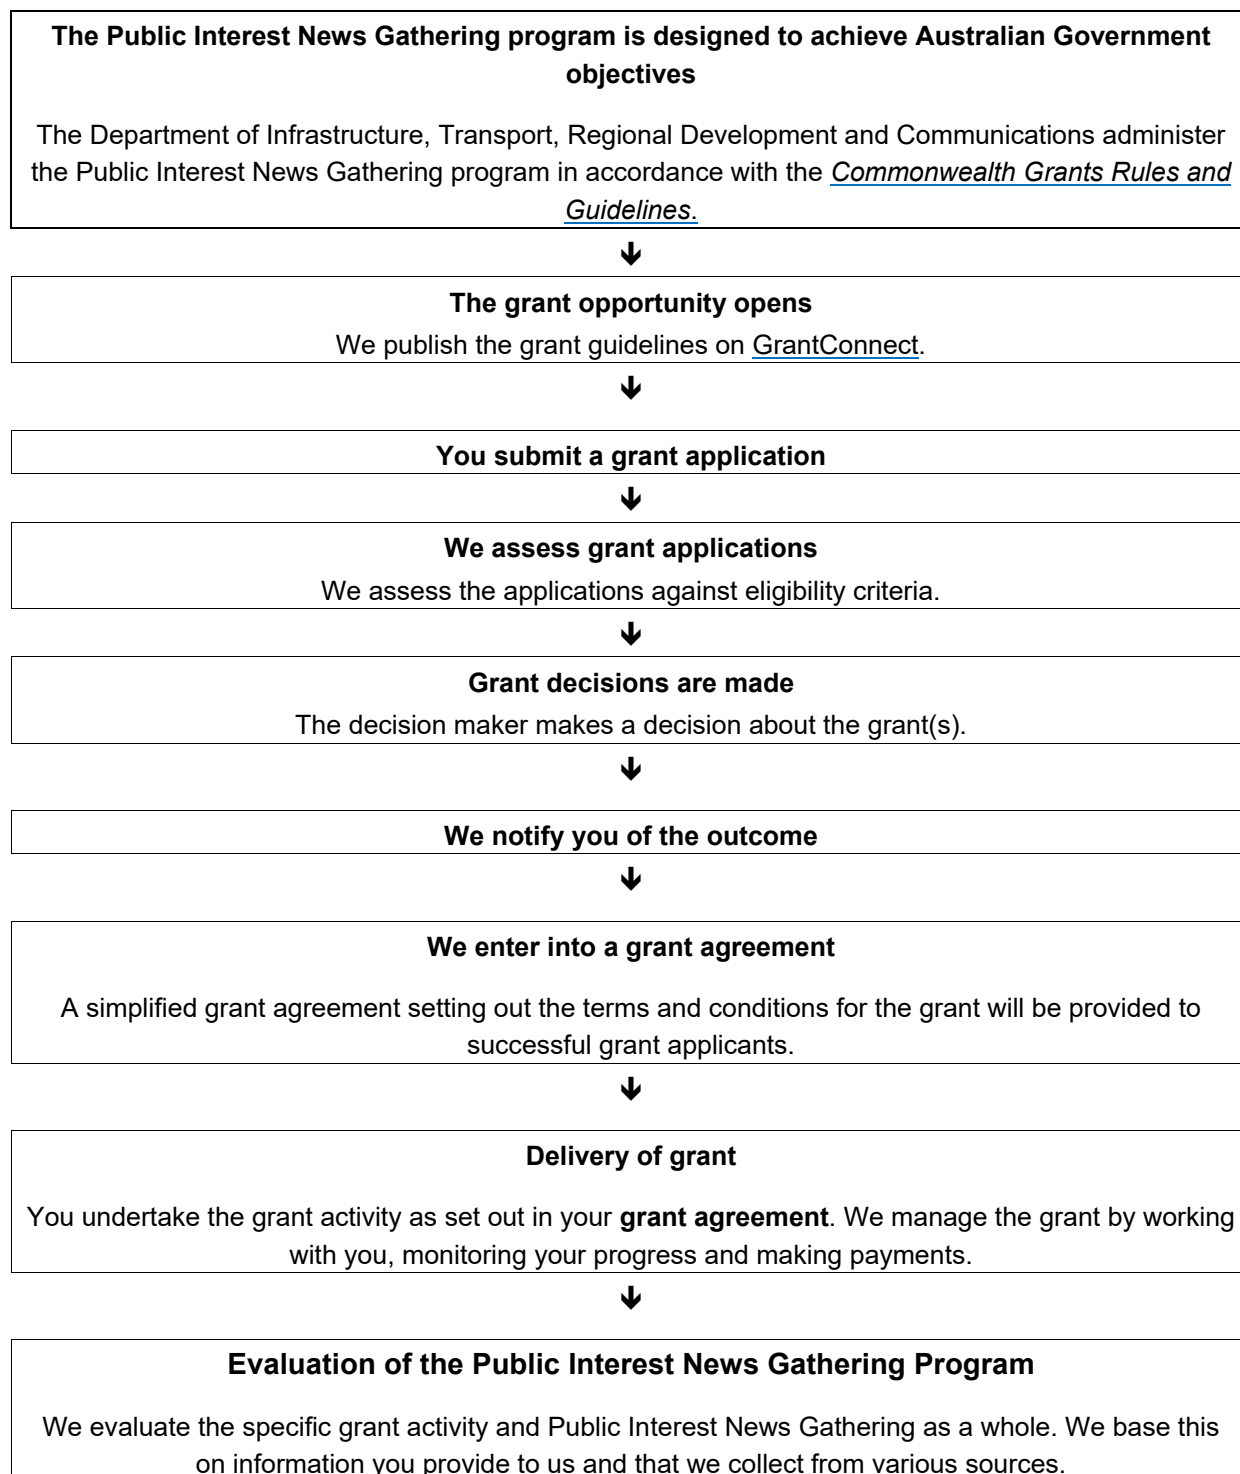 The Public Interest News Gathering program is designed to achieve Australian Government
objectives
The Department of Infrastructure, Transport, Regional Development and Communications administer
the Public Interest News Gathering program in accordance with the Commonwealth Grants Rules and
Guidelines.
The grant opportunity opens
We publish the grant guidelines on GrantConnect.
You submit a grant application
We assess grant applications
We assess the applications against eligibility criteria.
Grant decisions are made
The decision maker makes a decision about the grant(s).
We notify you of the outcome
We enter into a grant agreement
A simplified grant agreement setting out the terms and conditions for the grant will be provided to
successful grant applicants.
Delivery of grant
You undertake the grant activity as set out in your grant agreement. We manage the grant by working
with you, monitoring your progress and making payments.
Evaluation of the Public Interest News Gathering Program
We evaluate the specific grant activity and Public Interest News Gathering as a whole. We base this
on information you provide to us and that we collect from various sources.